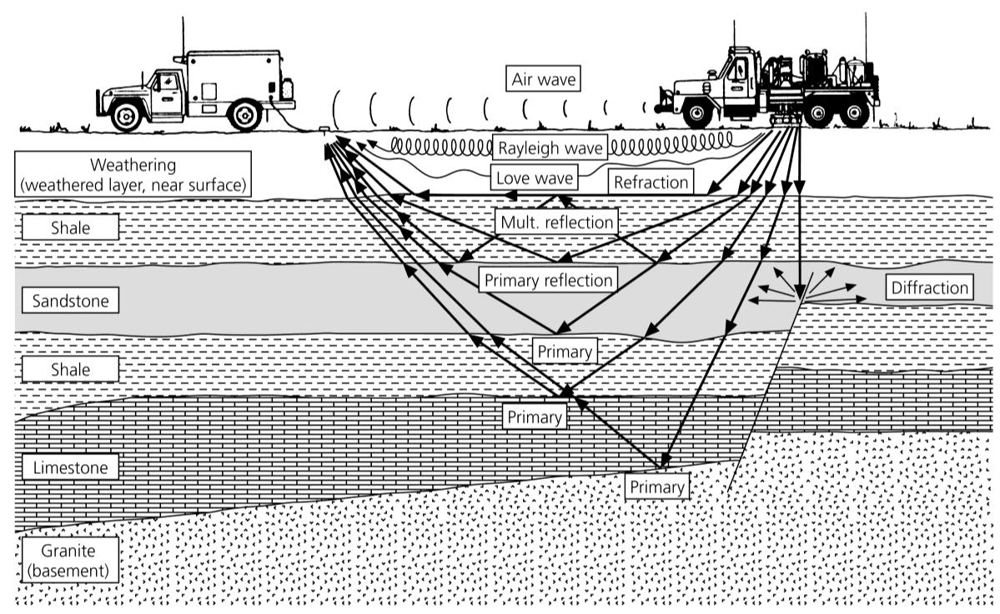 Air wave
Rayleigh wave
Weathering
(weathered layer, near surface)
Love wave
Refraction
Shale
Mult. reflection
Primary reflection
Diffraction
Sandstone
Primary
Shale
Primary
Limestone
Primary
Granite
(basement)